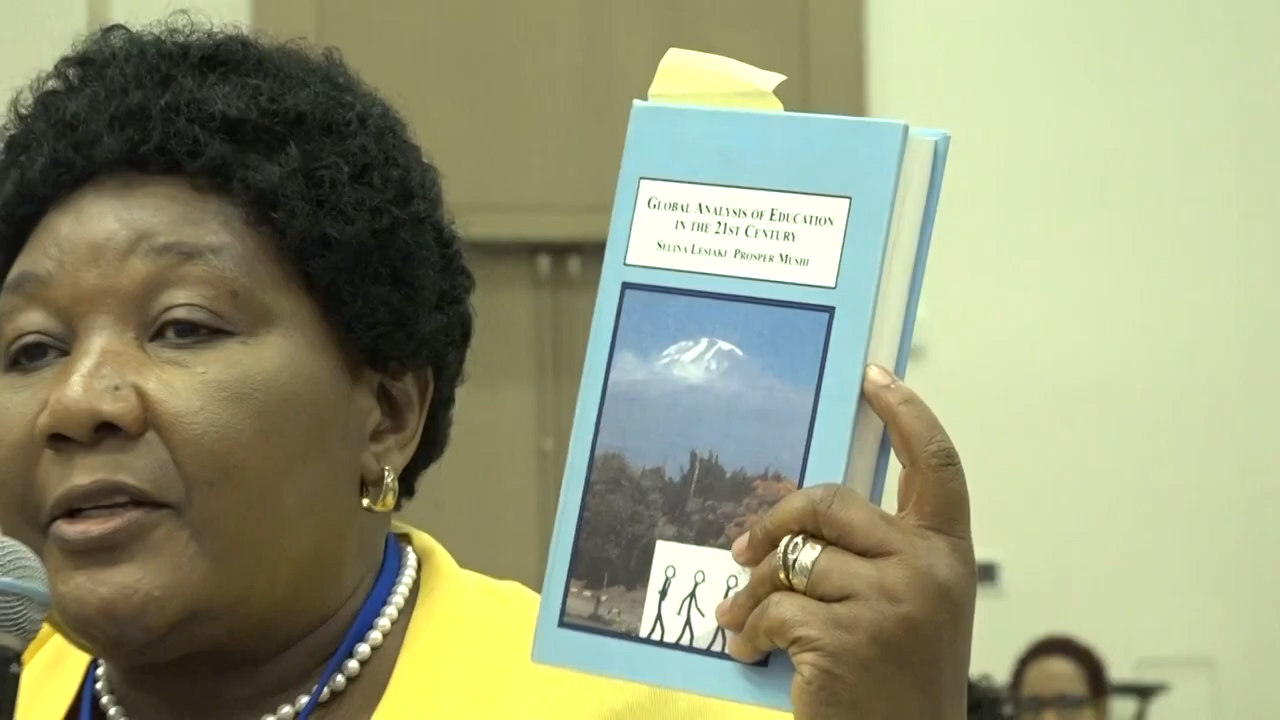 GLOBAL ANALYSIS OF EDUCATION
IN THE 21ST CENTURY
SELINA LESIAKI PROSPER MUSHI